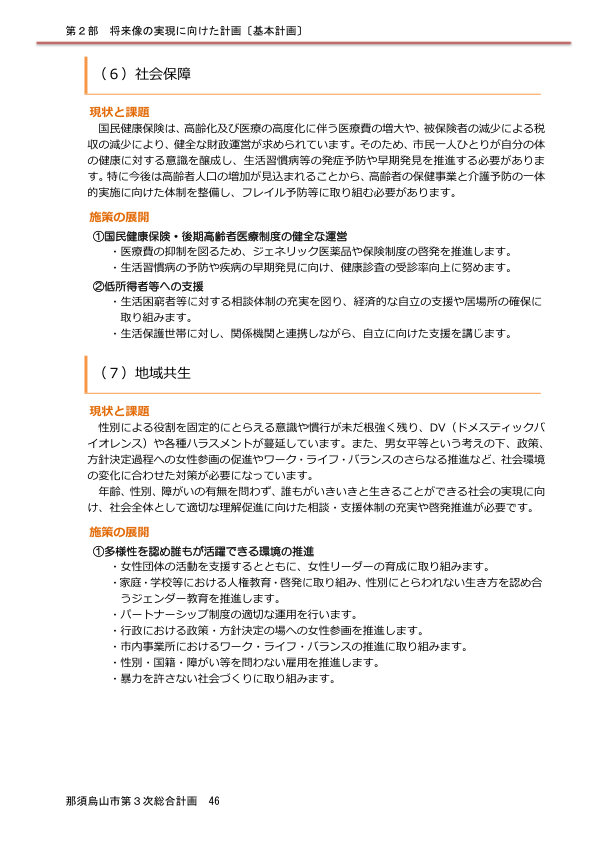 第２部　将来像の実現に向けた計画〔基本計画〕
（６）社会保障
現状と課題
国民健康保険は、高齢化及び医療の高度化に伴う医療費の増大や、被保険者の減少による税
収の減少により、健全な財政運営が求められています。そのため、市民一人ひとりが自分の体
の健康に対する意識を醸成し、生活習慣病等の発症予防や早期発見を推進する必要がありま
す。特に今後は高齢者人口の増加が見込まれることから、高齢者の保健事業と介護予防の一体
的実施に向けた体制を整備し、フレイル予防等に取り組む必要があります。
施策の展開
①国民健康保険・後期高齢者医療制度の健全な運営
・医療費の抑制を図るため、ジェネリック医薬品や保険制度の啓発を推進します。
・生活習慣病の予防や疾病の早期発見に向け、健康診査の受診率向上に努めます。
②低所得者等への支援
・生活困窮者等に対する相談体制の充実を図り、経済的な自立の支援や居場所の確保に
取り組みます。
・生活保護世帯に対し、関係機関と連携しながら、自立に向けた支援を講じます。
（７）地域共生
現状と課題
性別による役割を固定的にとらえる意識や慣行が未だ根強く残り、DV（ドメスティックバ
イオレンス）や各種ハラスメントが蔓延しています。また、男女平等という考えの下、政策、
方針決定過程への女性参画の促進やワーク・ライフ・バランスのさらなる推進など、社会環境
の変化に合わせた対策が必要になっています。
年齢、性別、障がいの有無を問わず、誰もがいきいきと生きることができる社会の実現に向
け、社会全体として適切な理解促進に向けた相談・支援体制の充実や啓発推進が必要です。
施策の展開
①多様性を認め誰もが活躍できる環境の推進
・女性団体の活動を支援するとともに、女性リーダーの育成に取り組みます。
・家庭・学校等における人権教育・啓発に取り組み、性別にとらわれない生き方を認め合
うジェンダー教育を推進します。
・パートナーシップ制度の適切な運用を行います。
・行政における政策・方針決定の場への女性参画を推進します。
・市内事業所におけるワーク・ライフ・バランスの推進に取り組みます。
・性別・国籍・障がい等を問わない雇用を推進します。
・暴力を許さない社会づくりに取り組みます。
那須烏山市第３次総合計画　46